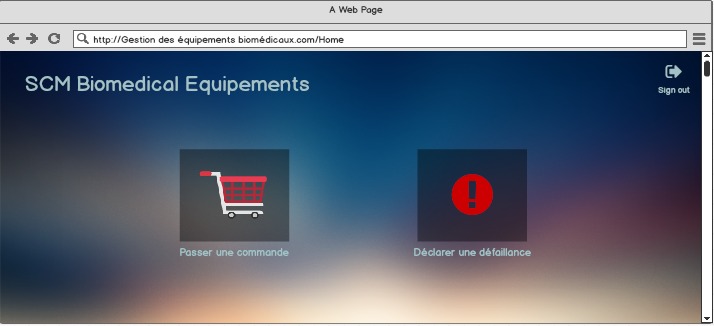 A Web Page
http://Gestion des équipements biomédicaux.com/Home
SCM Biomedical Equipements
Sign out
Passer une commande
Déclarer une défaillance